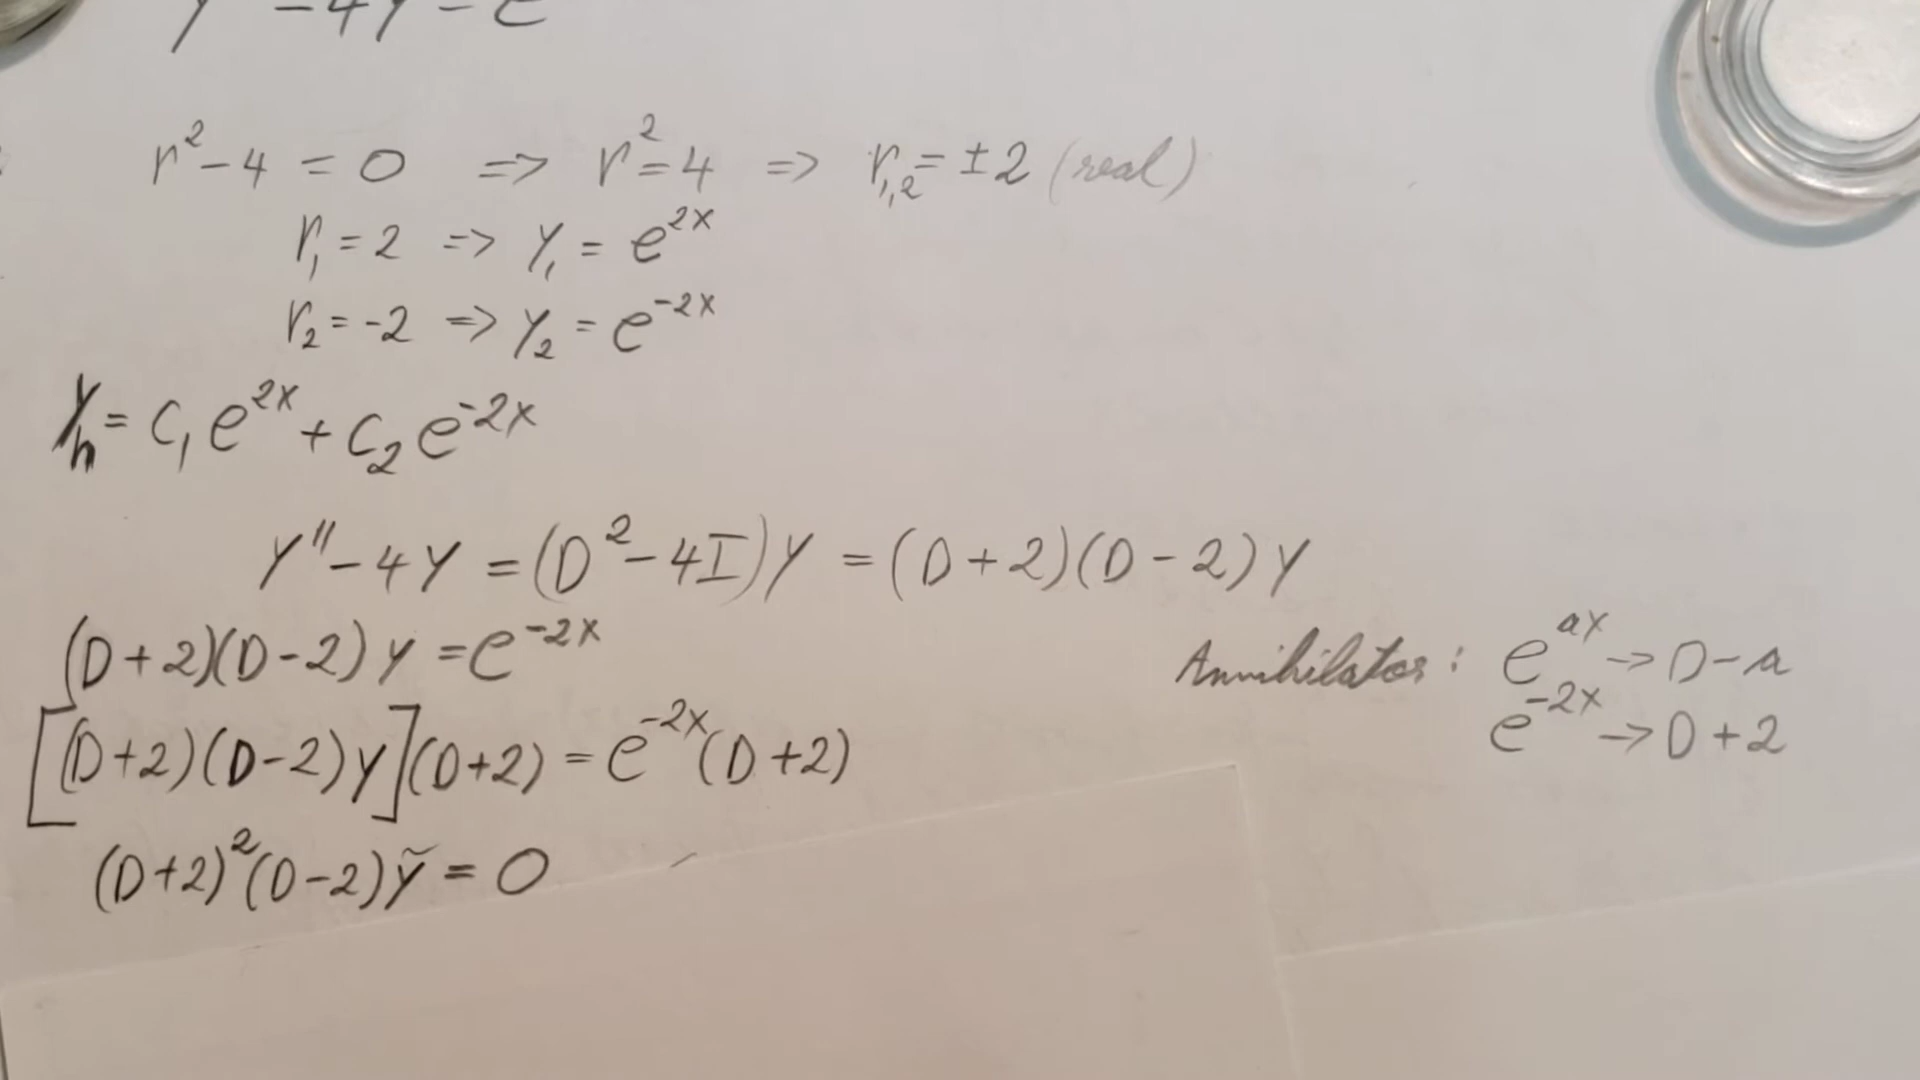 y'' - 4y = e
r² - 4 = 0 => r² = 4 => r₁,₂ = ±2 (real)
r₁ = 2 => y₁ = e^{2x}
r₂ = -2 => y₂ = e^{-2x}
y_h = c₁e^{2x} + c₂e^{-2x}
y'' - 4y = (D² - 4I)y = (D+2)(D-2)y
(D+2)(D-2)y = e^{-2x}
[(D+2)(D-2)y](D+2) = e^{-2x}(D+2)
(D+2)²(D-2)ỹ = 0
Annihilator: e^{ax} -> D-a
e^{-2x} -> D+2